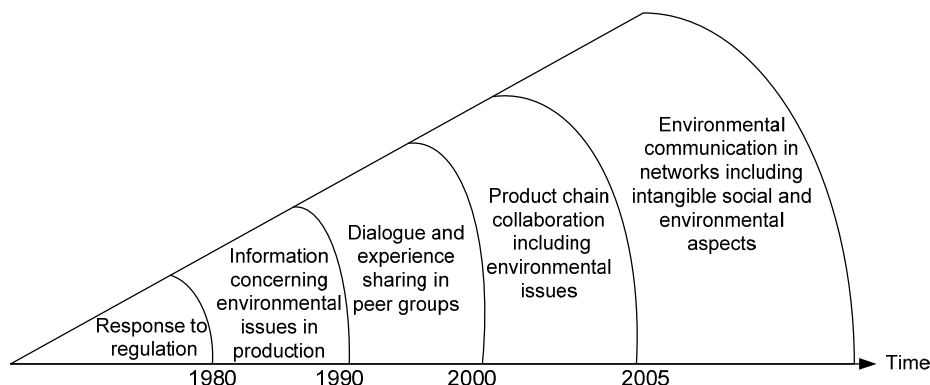 Response to
regulation
Information
concerning
environmental
issues in
production
Dialogue and
experience
sharing in
peer groups
Product chain
collaboration
including
environmental
issues
Environmental
communication in
networks including
intangible social and
environmental
aspects
1980
1990
2000
2005
Time